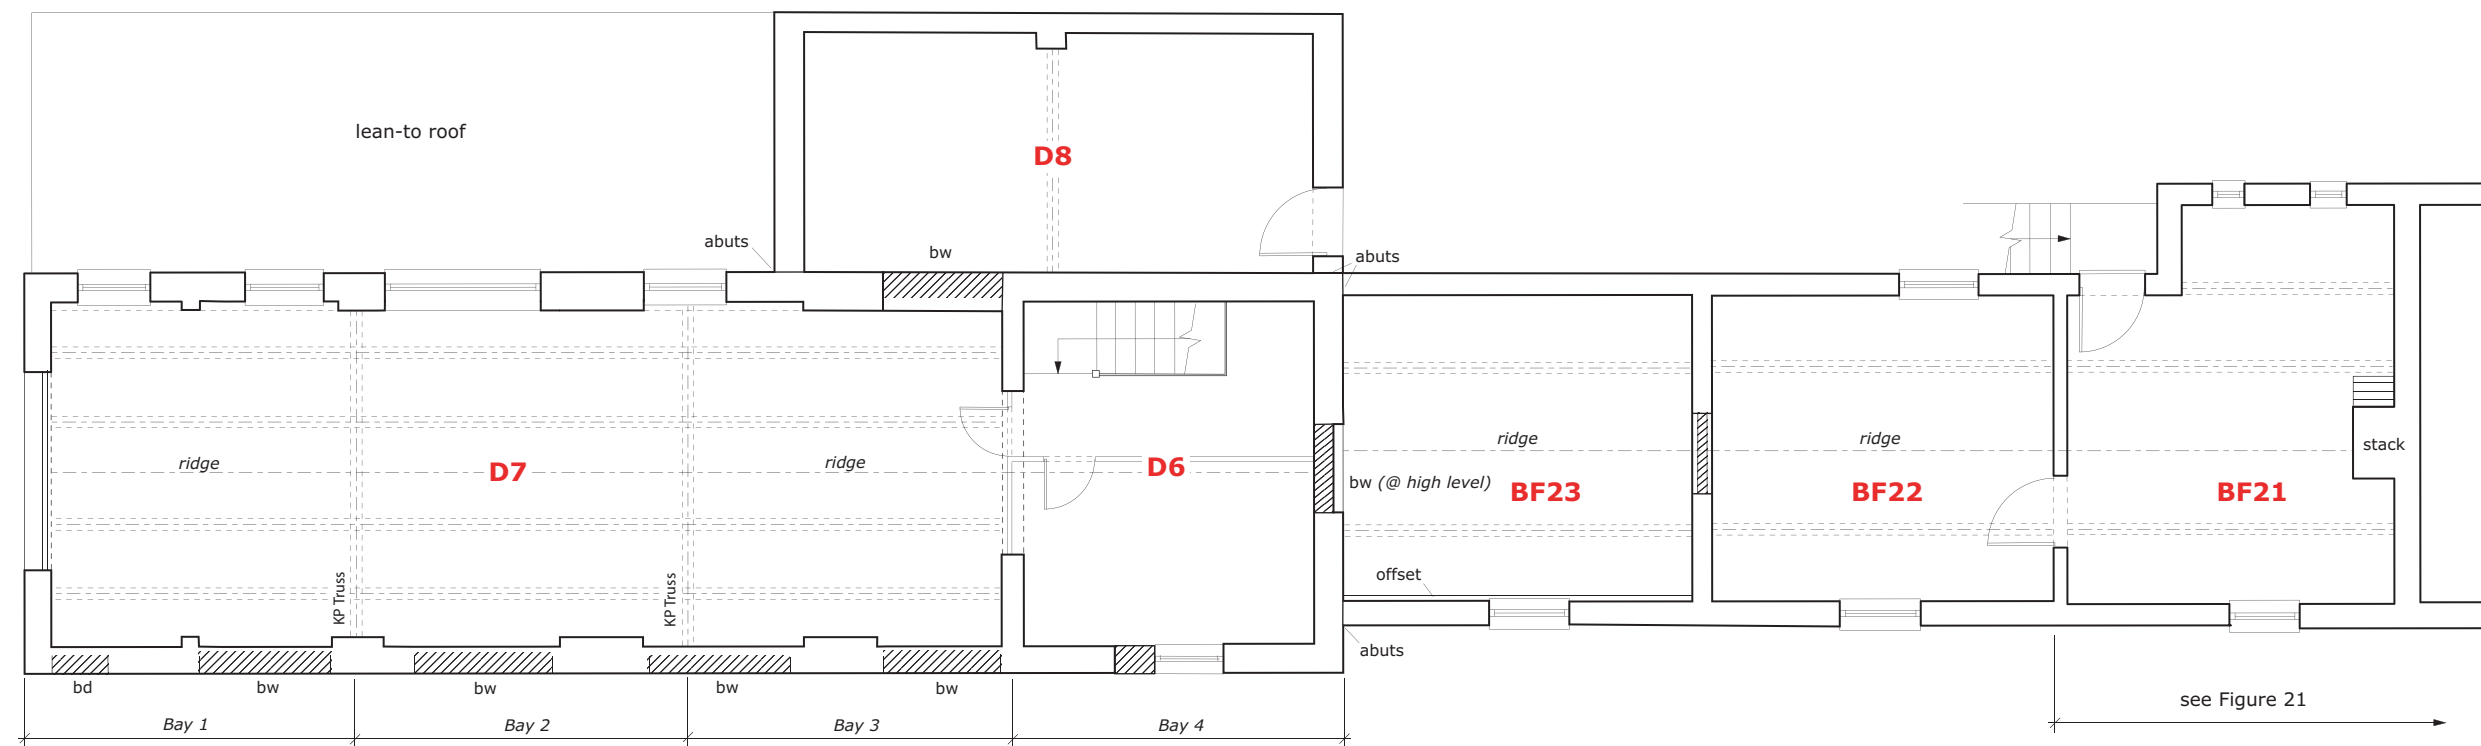 lean-to roof
D8
abuts
bw
abuts
ridge
D7
ridge
D6
bw (@ high level)
ridge
BF23
ridge
BF22
BF21
stack
KP Truss
KP Truss
offset
abuts
bd
bw
bw
bw
bw
Bay 1
Bay 2
Bay 3
Bay 4
see Figure 21